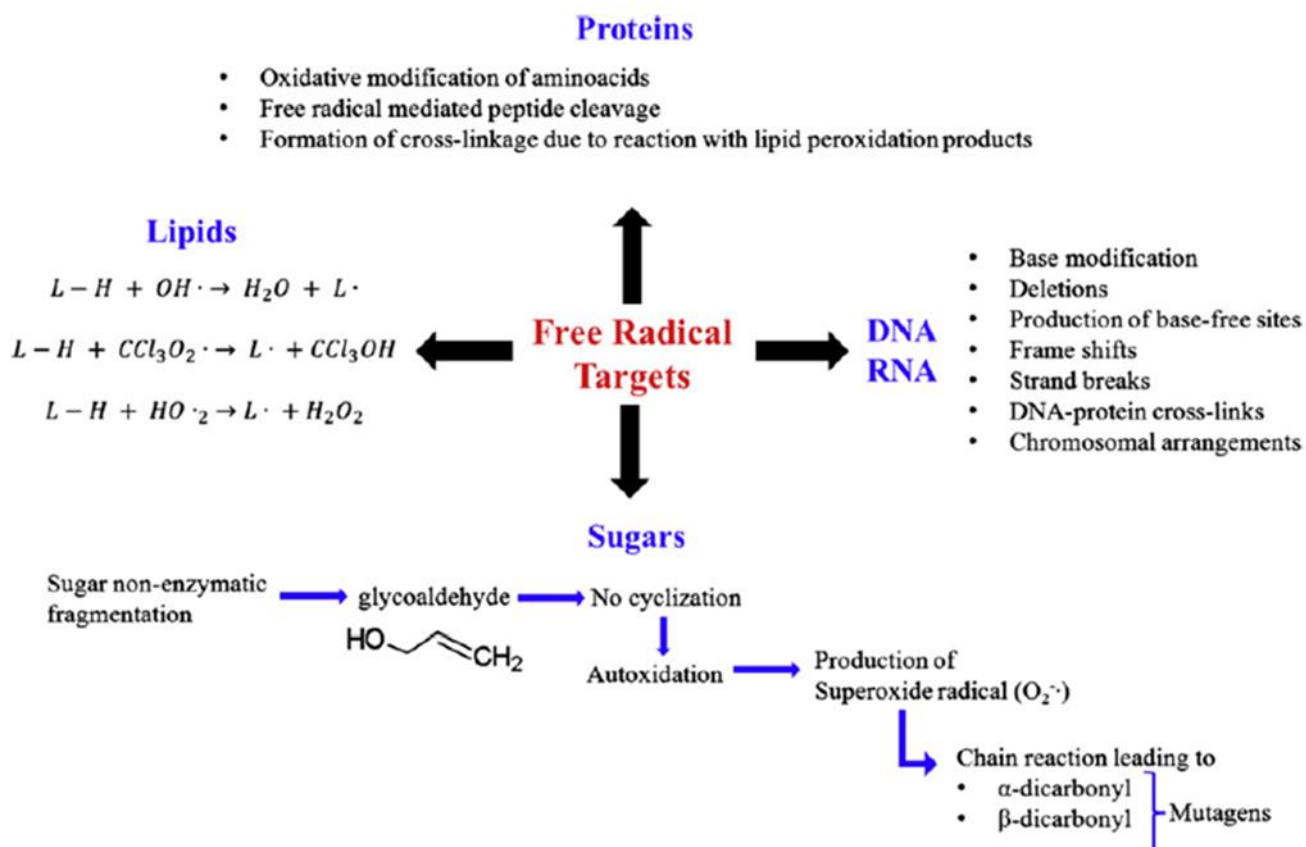 Proteins
• Oxidative modification of aminoacids
• Free radical mediated peptide cleavage
• Formation of cross-linkage due to reaction with lipid peroxidation products
Lipids
L − H + OH · → H₂O + L ·
L − H + CCl₃O₂ · → L · + CCl₃OH
L − H + HO ·₂ → L · + H₂O₂
Free Radical
Targets
DNA
RNA
• Base modification
• Deletions
• Production of base-free sites
• Frame shifts
• Strand breaks
• DNA-protein cross-links
• Chromosomal arrangements
Sugars
Sugar non-enzymatic
fragmentation
glycoaldehyde
HO
CH₂
No cyclization
Autoxidation
Production of
Superoxide radical (O₂⁻·)
Chain reaction leading to
• α-dicarbonyl
• β-dicarbonyl
Mutagens